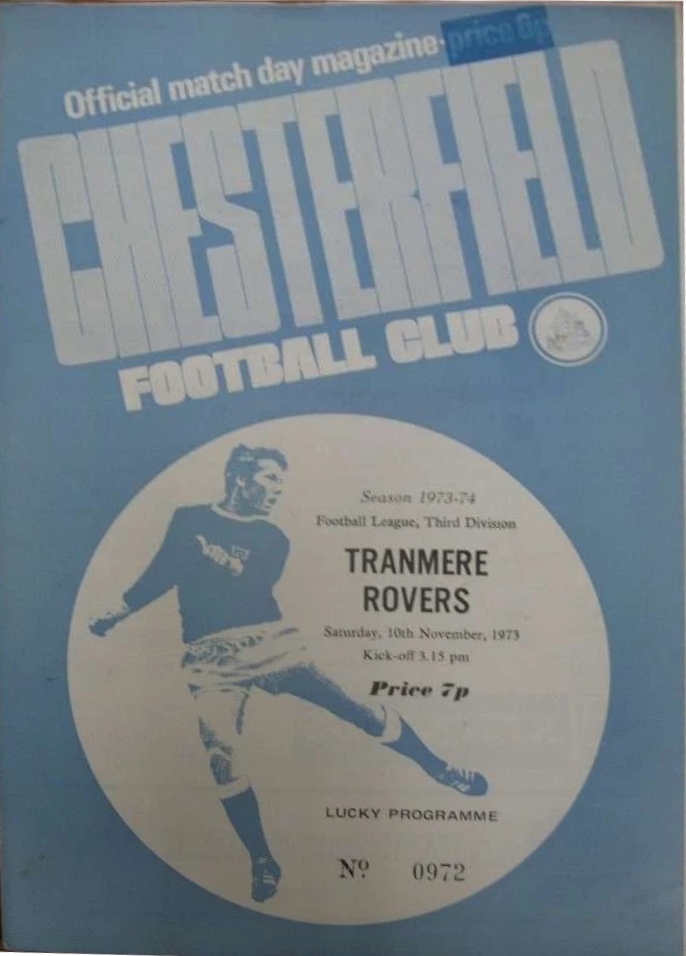 Official match day magazine·price 6p
CHESTERFIELD
FOOTBALL CLUB
Season 1973-74
Football League, Third Division
TRANMERE
ROVERS
Saturday, 10th November, 1973
Kick-off 3.15 pm
Price 7p
LUCKY PROGRAMME
Nº 0972